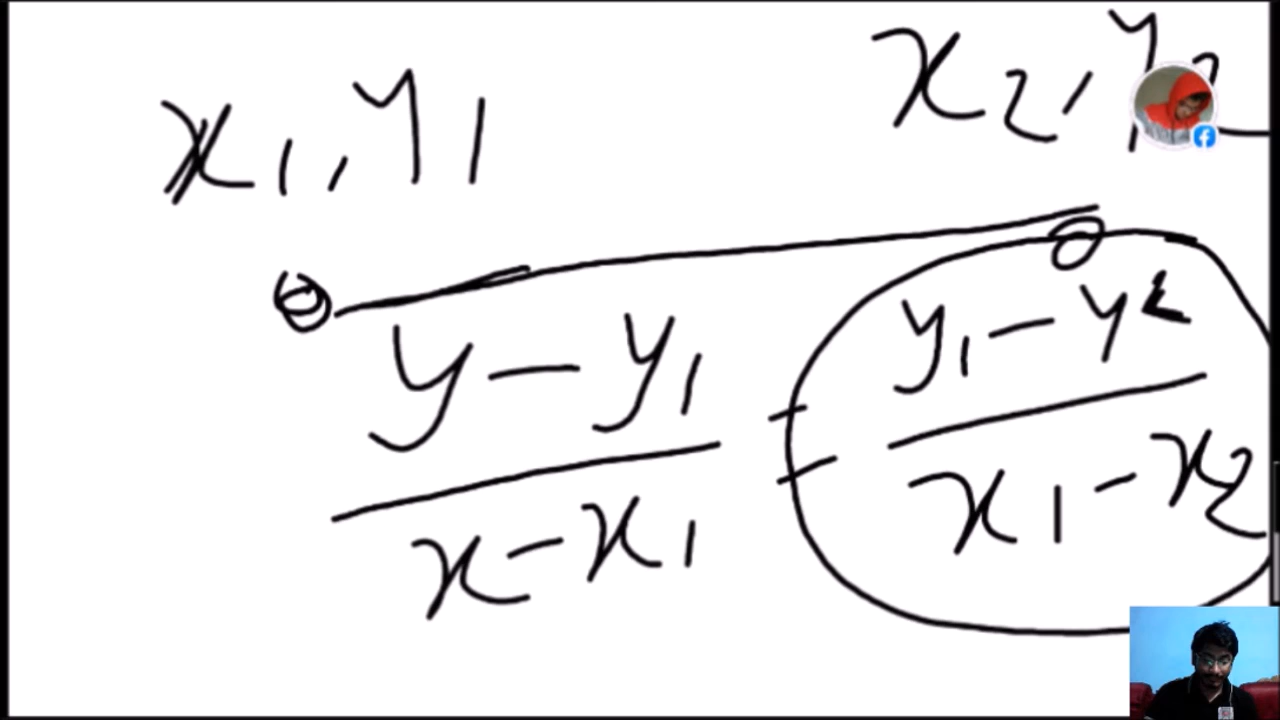 x₁, y₁
x₂, y₂
y - y₁ / x - x₁ = y₁ - y₂ / x₁ - x₂